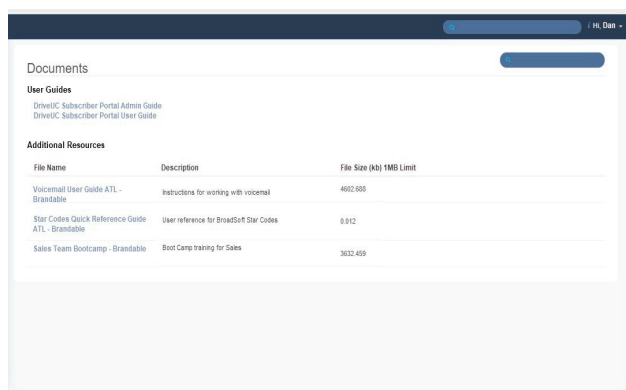 Hi, Dan
Documents
User Guides
DriveUC Subscriber Portal Admin Guide
DriveUC Subscriber Portal User Guide
Additional Resources
File Name Description File Size (kb) 1MB Limit
Voicemail User Guide ATL - Instructions for working with voicemail 4602.688
Brandable
Star Codes Quick Reference Guide User reference for BroadSoft Star Codes 0.012
ATL - Brandable
Sales Team Bootcamp - Brandable Boot Camp training for Sales 3632.459